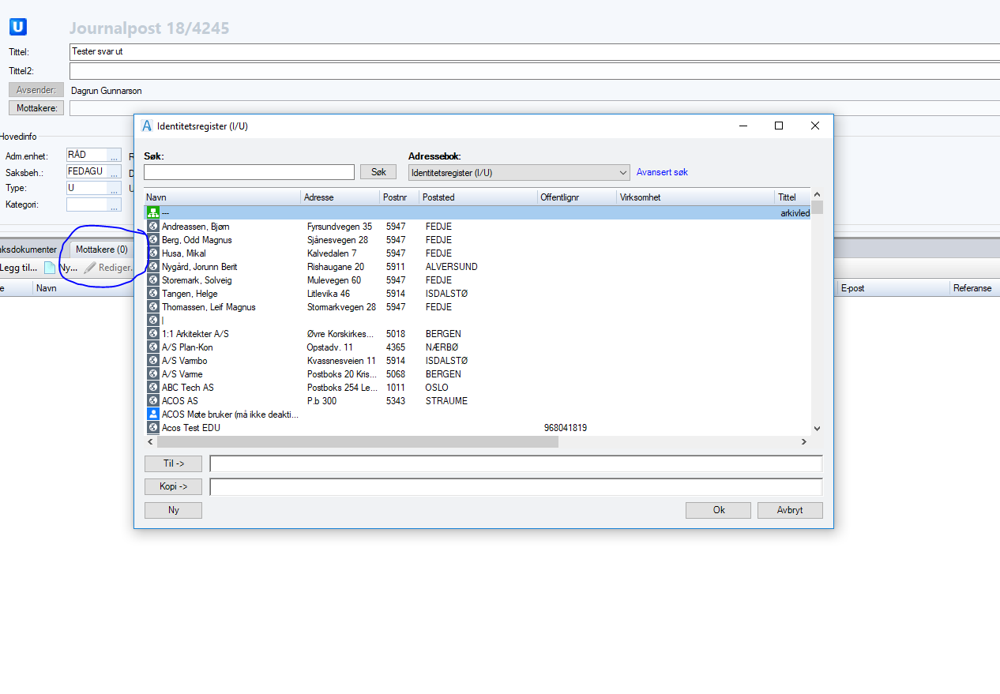 U
Journalpost 18/4245
Tittel: Tester svar ut
Tittel2:
Avsender: Dagrun Gunnarson
Mottakere:
Hovedinfo
Adm.enhet: RÅD ...
Saksbeh.: FEDAGU ...
Type: U ...
Kategori: ...
Mottakere (0)
Legg til... Ny... Rediger.
Navn E-post Referanse
Identitetsregister (I/U)
Søk: Adressebok:
Søk Identitetsregister (I/U) Avansert søk
Navn Adresse Postnr Poststed Offentlignr Virksomhet Tittel
--- arkivled
Andreassen, Bjørn Fyrsundvegen 35 5947 FEDJE
Berg, Odd Magnus Sjånesvegen 28 5947 FEDJE
Husa, Mikal Kalvedalen 7 5947 FEDJE
Nygård, Jorunn Berit Rishaugane 20 5911 ALVERSUND
Storemark, Solveig Mulevegen 60 5947 FEDJE
Tangen, Helge Litlevika 46 5914 ISDALSTØ
Thomassen, Leif Magnus Stormarkvegen 28 5947 FEDJE
|
1:1 Arkitekter A/S Øvre Korskirkes... 5018 BERGEN
A/S Plan-Kon Opstadv. 11 4365 NÆRBØ
A/S Varmbo Kvassnesveien 11 5914 ISDALSTØ
A/S Varme Postboks 20 Kris... 5068 BERGEN
ABC Tech AS Postboks 254 Le... 1011 OSLO
ACOS AS P.b 300 5343 STRAUME
ACOS Møte bruker (må ikke deakti...
Acos Test EDU 968041819
Til ->
Kopi ->
Ny Ok Avbryt